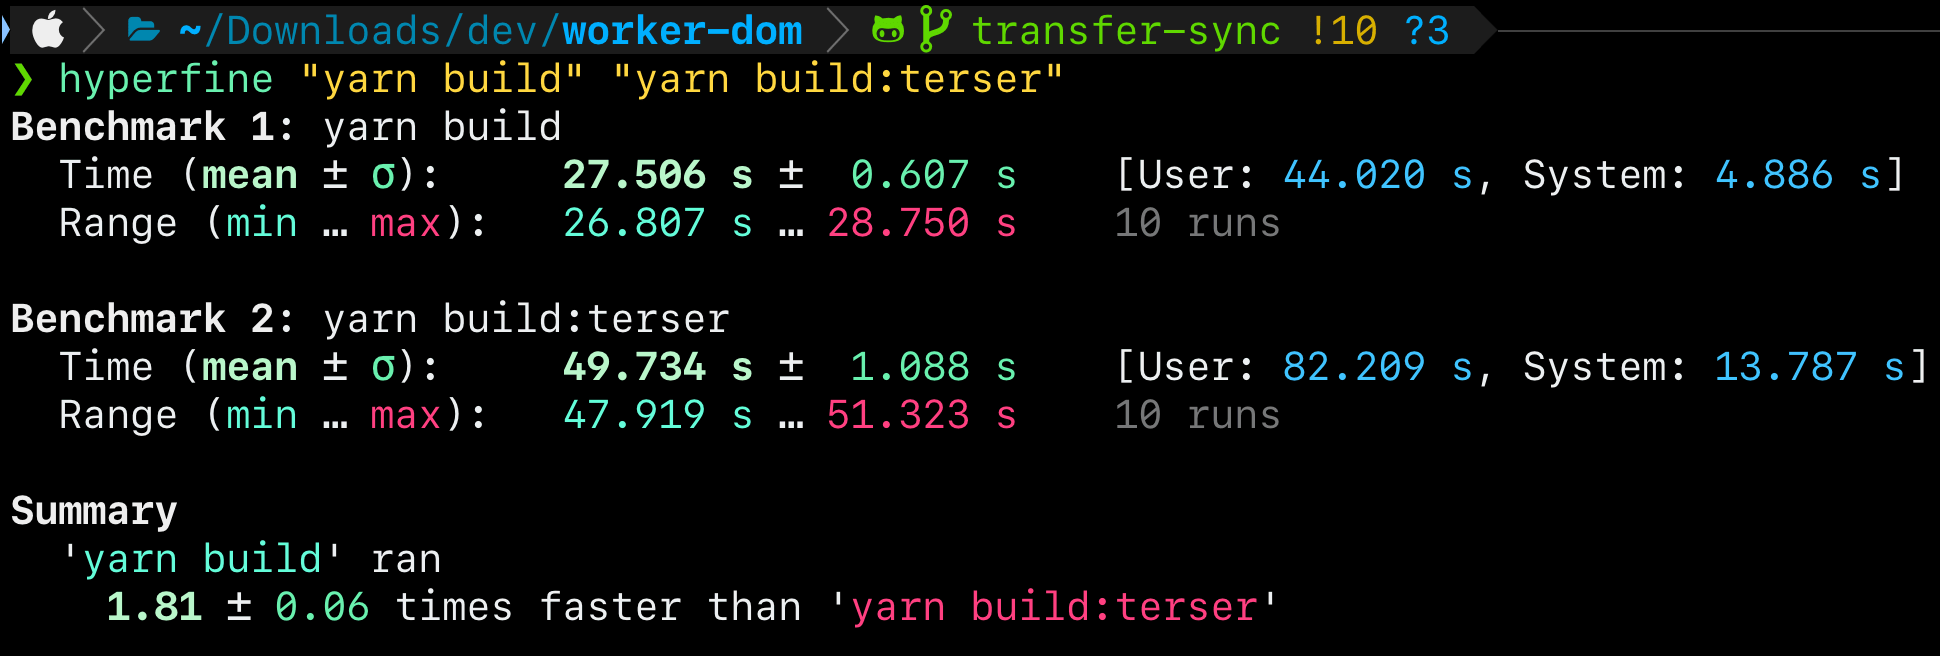 ~/Downloads/dev/worker-dom transfer-sync !10 ?3
❯ hyperfine "yarn build" "yarn build:terser"
Benchmark 1: yarn build
  Time (mean ± σ):     27.506 s ±  0.607 s    [User: 44.020 s, System: 4.886 s]
  Range (min … max):   26.807 s … 28.750 s    10 runs

Benchmark 2: yarn build:terser
  Time (mean ± σ):     49.734 s ±  1.088 s    [User: 82.209 s, System: 13.787 s]
  Range (min … max):   47.919 s … 51.323 s    10 runs

Summary
  'yarn build' ran
    1.81 ± 0.06 times faster than 'yarn build:terser'